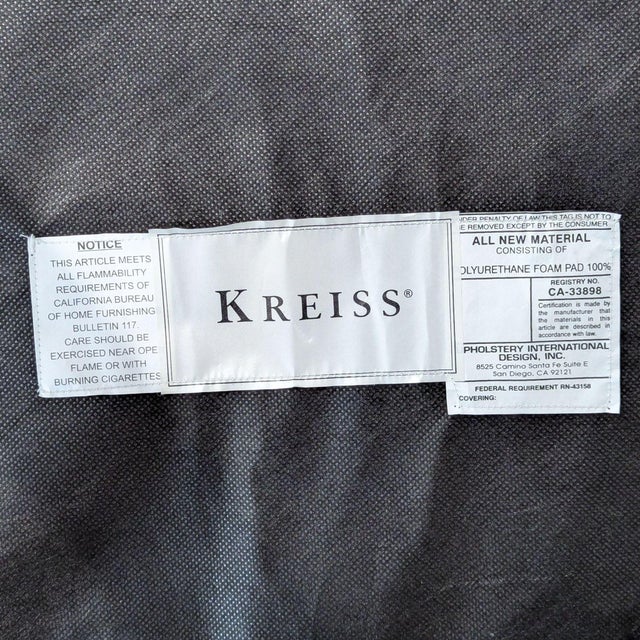 NOTICE
THIS ARTICLE MEETS
ALL FLAMMABILITY
REQUIREMENTS OF
CALIFORNIA BUREAU
OF HOME FURNISHING
BULLETIN 117.
CARE SHOULD BE
EXERCISED NEAR OPE
FLAME OR WITH
BURNING CIGARETTES
KREISS®
UNDER PENALTY OF LAW THIS TAG IS NOT TO
BE REMOVED EXCEPT BY THE CONSUMER
ALL NEW MATERIAL
CONSISTING OF
OLYURETHANE FOAM PAD 100%
REGISTRY NO.
CA-33898
Certification is made by
the manufacturer that
the materials in this
article are described in
accordance with law.
PHOLSTERY INTERNATIONAL
DESIGN, INC.
8525 Camino Santa Fe Suite E
San Diego, CA 92121
FEDERAL REQUIREMENT RN-43158
COVERING: